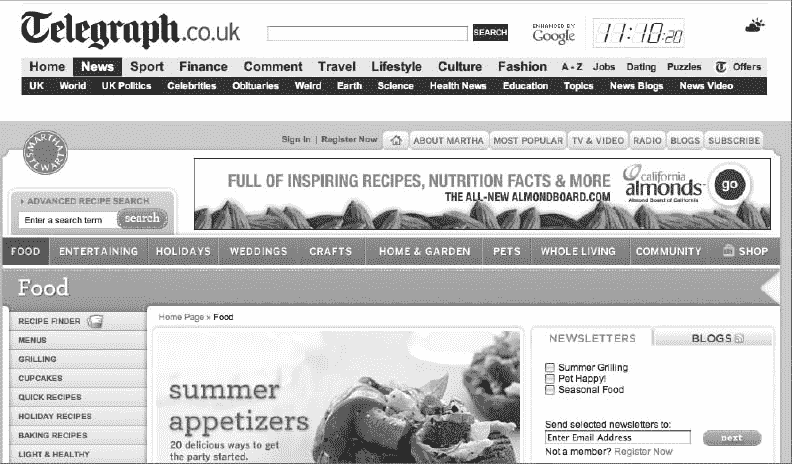 Telegraph.co.uk
SEARCH
ENHANCED BY Google
11:10:20
Home News Sport Finance Comment Travel Lifestyle Culture Fashion A-Z Jobs Dating Puzzles T Offers
UK World UK Politics Celebrities Obituaries Weird Earth Science Health News Education Topics News Blogs News Video
MARTHA STEWART
Sign In | Register Now ABOUT MARTHA MOST POPULAR TV & VIDEO RADIO BLOGS SUBSCRIBE
FULL OF INSPIRING RECIPES, NUTRITION FACTS & MORE
THE ALL-NEW ALMONDBOARD.COM
california almonds
Almond Board of California
go
ADVANCED RECIPE SEARCH
Enter a search term search
FOOD ENTERTAINING HOLIDAYS WEDDINGS CRAFTS HOME & GARDEN PETS WHOLE LIVING COMMUNITY SHOP
Food
RECIPE FINDER
MENUS
GRILLING
CUPCAKES
QUICK RECIPES
HOLIDAY RECIPES
BAKING RECIPES
LIGHT & HEALTHY
Home Page » Food
summer
appetizers
20 delicious ways to get
the party started.
NEWSLETTERS BLOGS
Summer Grilling
Pet Happy!
Seasonal Food
Send selected newsletters to:
Enter Email Address next
Not a member? Register Now